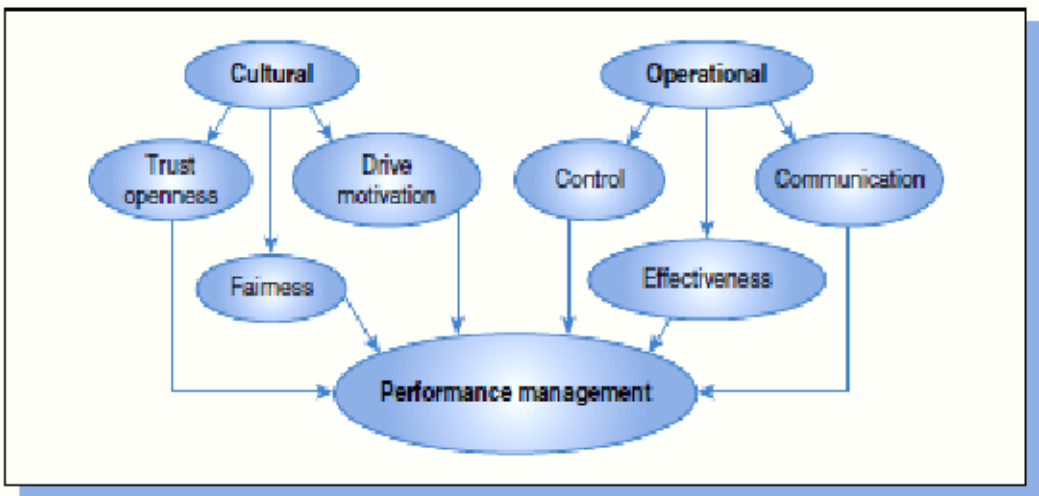 Cultural
Operational
Trust
openness
Drive
motivation
Control
Communication
Fairness
Effectiveness
Performance management